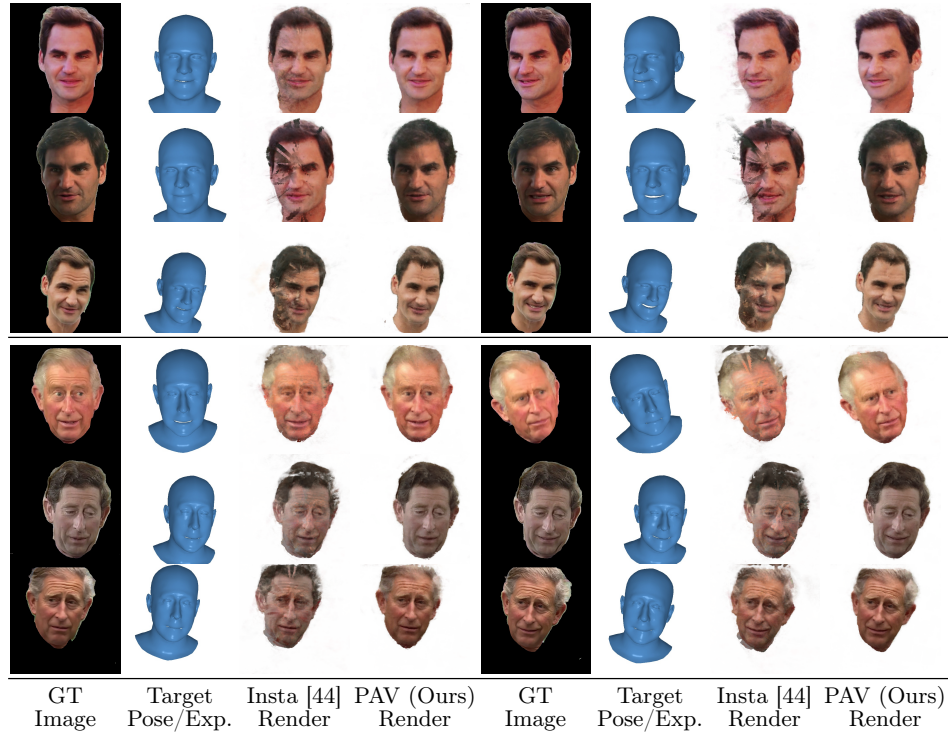 GT Target Insta [44] PAV (Ours) GT Target Insta [44] PAV (Ours)
Image Pose/Exp. Render Render Image Pose/Exp. Render Render